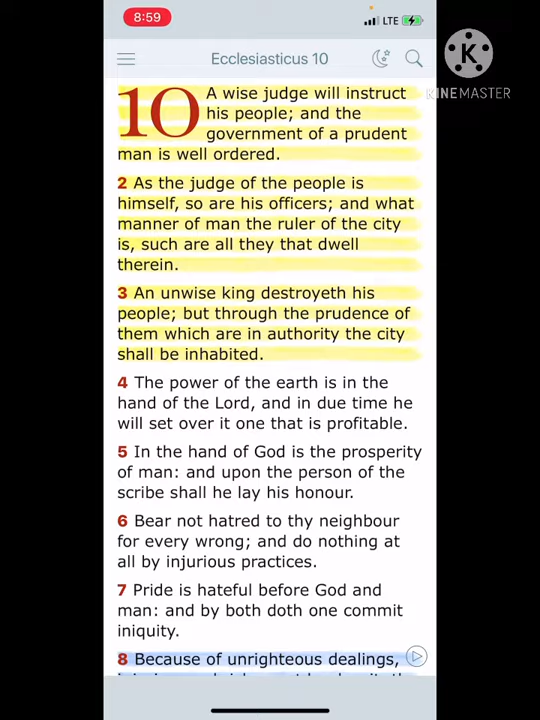 8:59
LTE
Ecclesiasticus 10
K
KINEMASTER
10 A wise judge will instruct
his people; and the
government of a prudent
man is well ordered.
2 As the judge of the people is
himself, so are his officers; and what
manner of man the ruler of the city
is, such are all they that dwell
therein.
3 An unwise king destroyeth his
people; but through the prudence of
them which are in authority the city
shall be inhabited.
4 The power of the earth is in the
hand of the Lord, and in due time he
will set over it one that is profitable.
5 In the hand of God is the prosperity
of man: and upon the person of the
scribe shall he lay his honour.
6 Bear not hatred to thy neighbour
for every wrong; and do nothing at
all by injurious practices.
7 Pride is hateful before God and
man: and by both doth one commit
iniquity.
8 Because of unrighteous dealings,